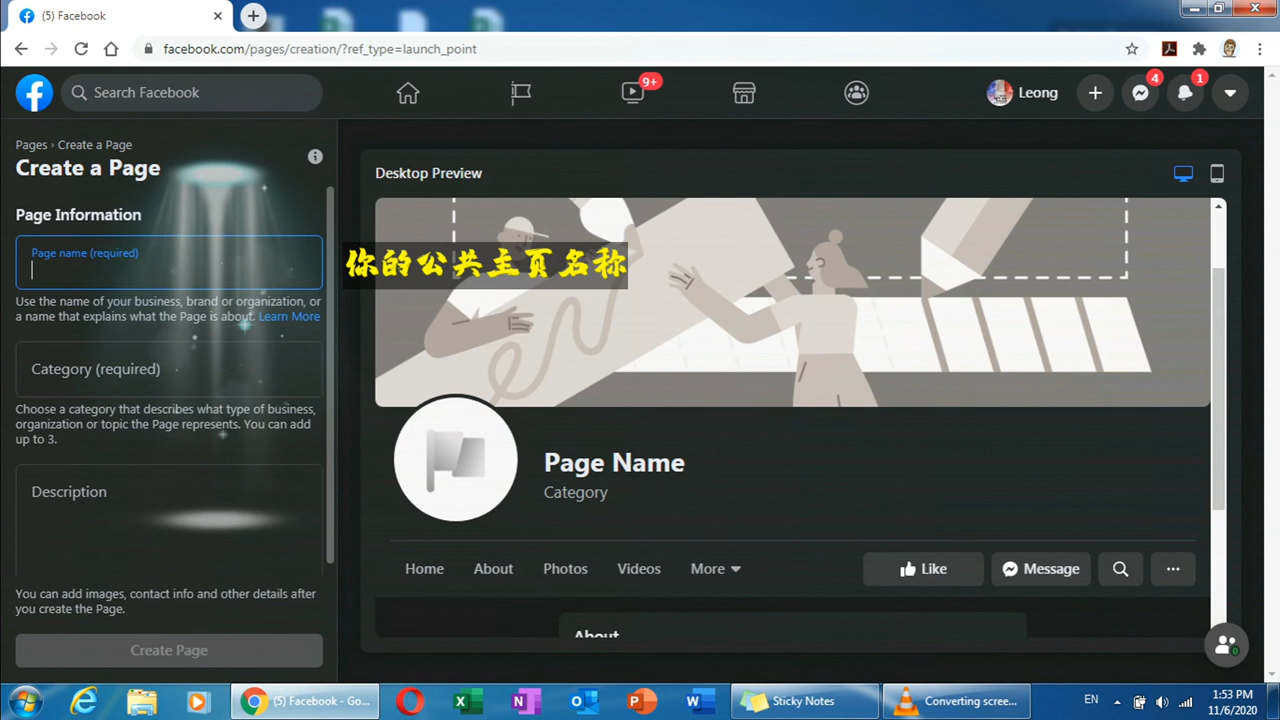 (5) Facebook
facebook.com/pages/creation/?ref_type=launch_point
Search Facebook
9+
Leong
4
1
Pages › Create a Page
Create a Page
Page Information
Page name (required)
Use the name of your business, brand or organization, or
a name that explains what the Page is about. Learn More
Category (required)
Choose a category that describes what type of business,
organization or topic the Page represents. You can add
up to 3.
Description
You can add images, contact info and other details after
you create the Page.
Create Page
你的公共主页名称
Desktop Preview
Page Name
Category
Home
About
Photos
Videos
More
Like
Message
About
0
(5) Facebook - Go...
Sticky Notes
Converting scree...
EN
1:53 PM
11/6/2020